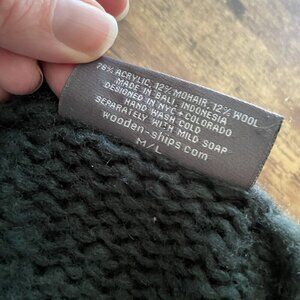 76% ACRYLIC 12% MOHAIR 12% WOOL
MADE IN BALI, INDONESIA
DESIGNED IN NYC + COLORADO
HAND WASH COLD
SEPARATELY WITH MILD SOAP
wooden-ships.com
M/L